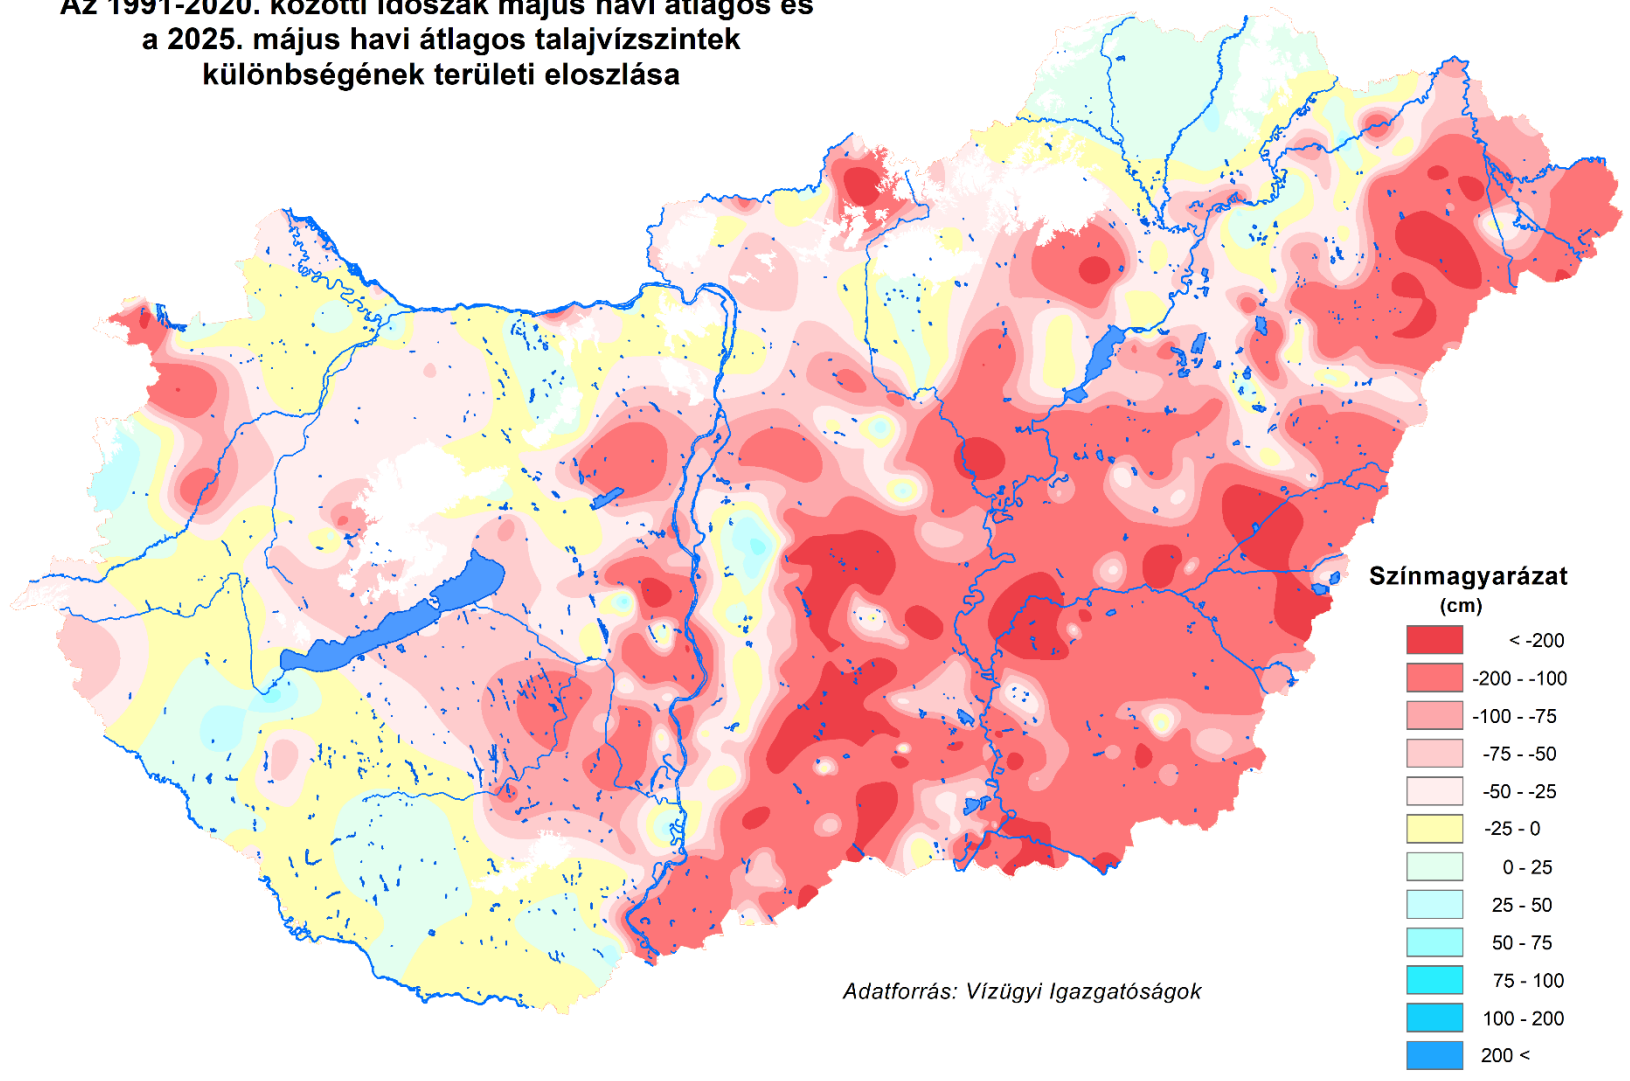 Az 1991-2020. közötti időszak május havi átlagos és
a 2025. május havi átlagos talajvízszintek
különbségének területi eloszlása
Színmagyarázat
(cm)
< -200
-200 - -100
-100 - -75
-75 - -50
-50 - -25
-25 - 0
0 - 25
25 - 50
50 - 75
75 - 100
100 - 200
200 <
Adatforrás: Vízügyi Igazgatóságok